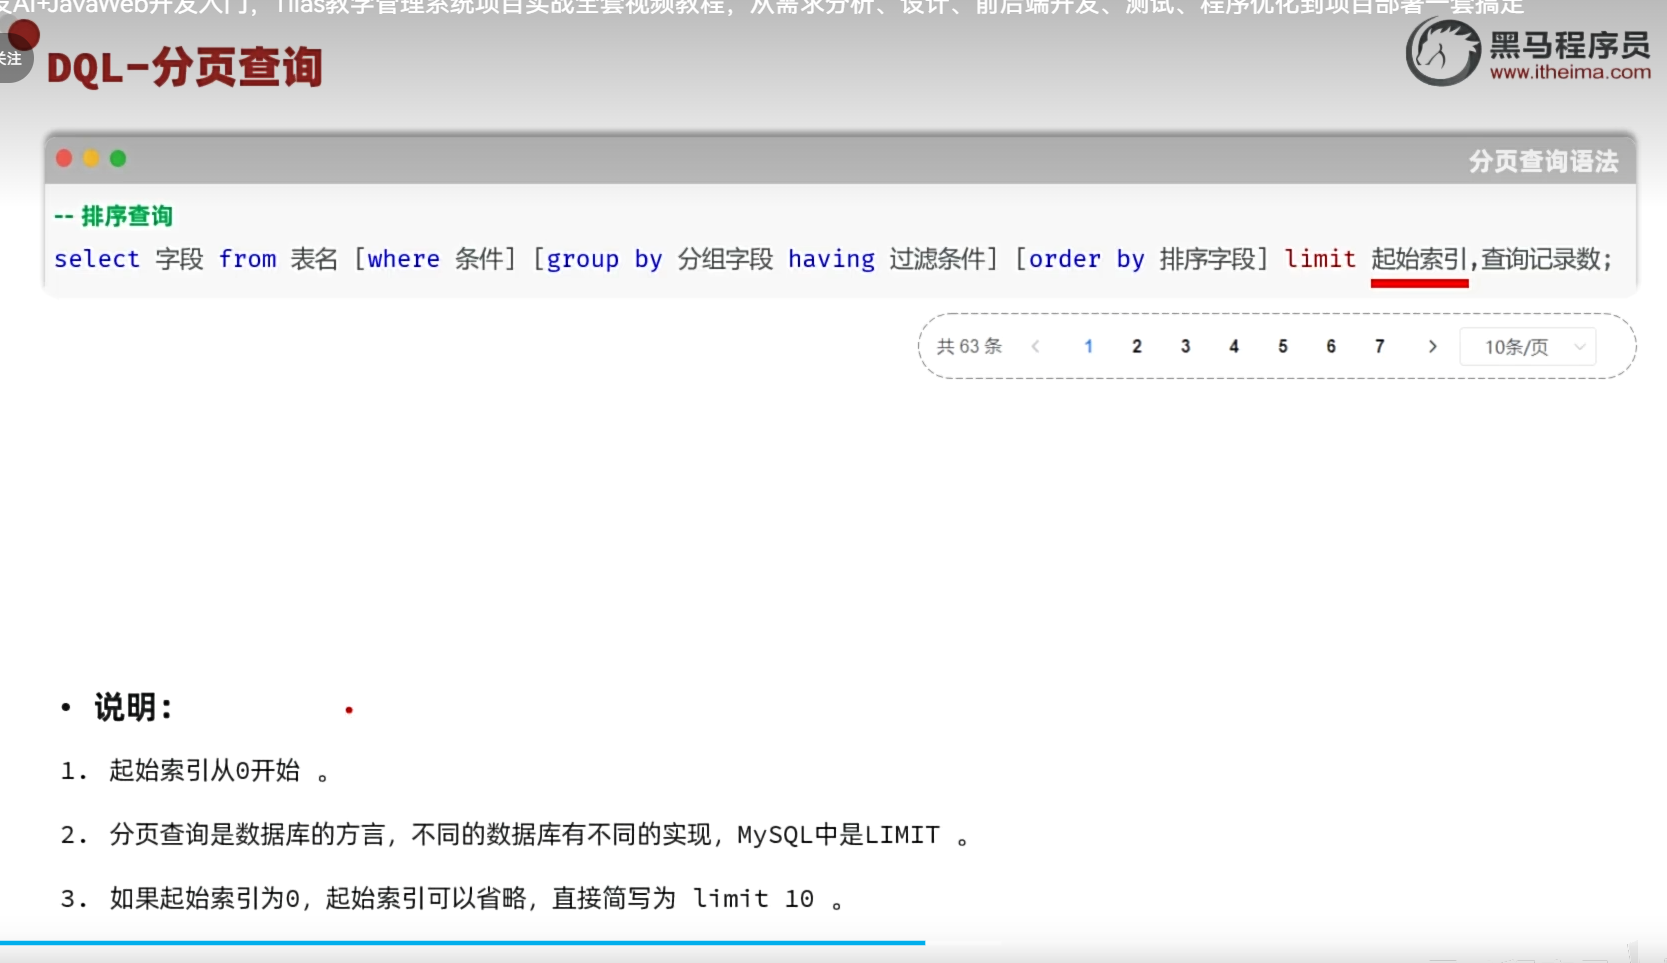 发AI+JavaWeb开发入门，Tlias教学管理系统项目实战全套视频教程，从需求分析、设计、前后端开发、测试、程序优化到项目部署一套搞定
关注
DQL-分页查询
黑马程序员
www.itheima.com
分页查询语法
-- 排序查询
select 字段 from 表名 [where 条件] [group by 分组字段 having 过滤条件] [order by 排序字段] limit 起始索引,查询记录数;
共 63 条 1 2 3 4 5 6 7 10条/页
• 说明：
1. 起始索引从0开始 。
2. 分页查询是数据库的方言，不同的数据库有不同的实现，MySQL中是LIMIT 。
3. 如果起始索引为0，起始索引可以省略，直接简写为 limit 10 。